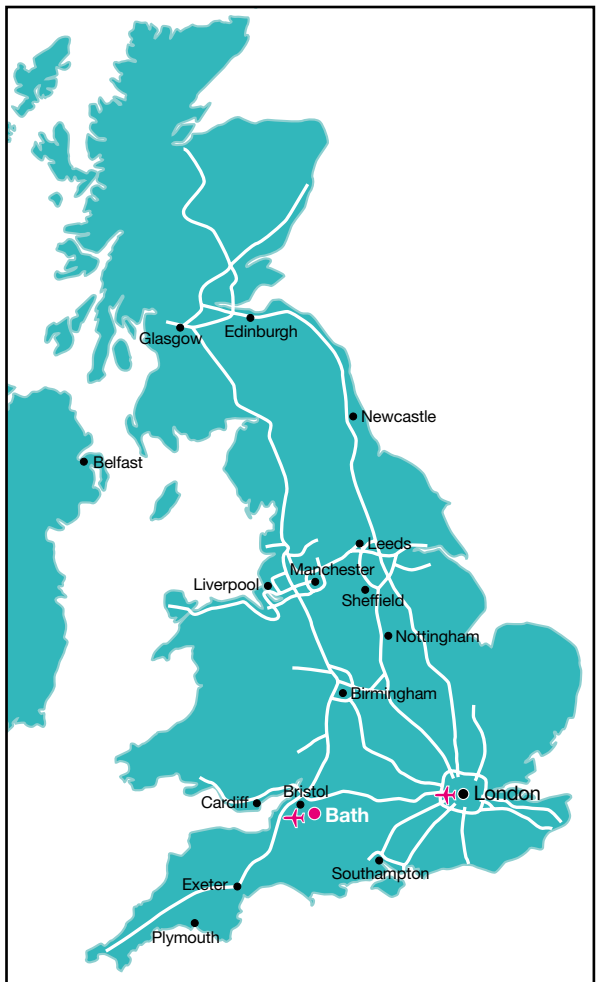 Glasgow
Edinburgh
Newcastle
Belfast
Leeds
Manchester
Liverpool
Sheffield
Nottingham
Birmingham
London
Bristol
Cardiff
Bath
Southampton
Exeter
Plymouth